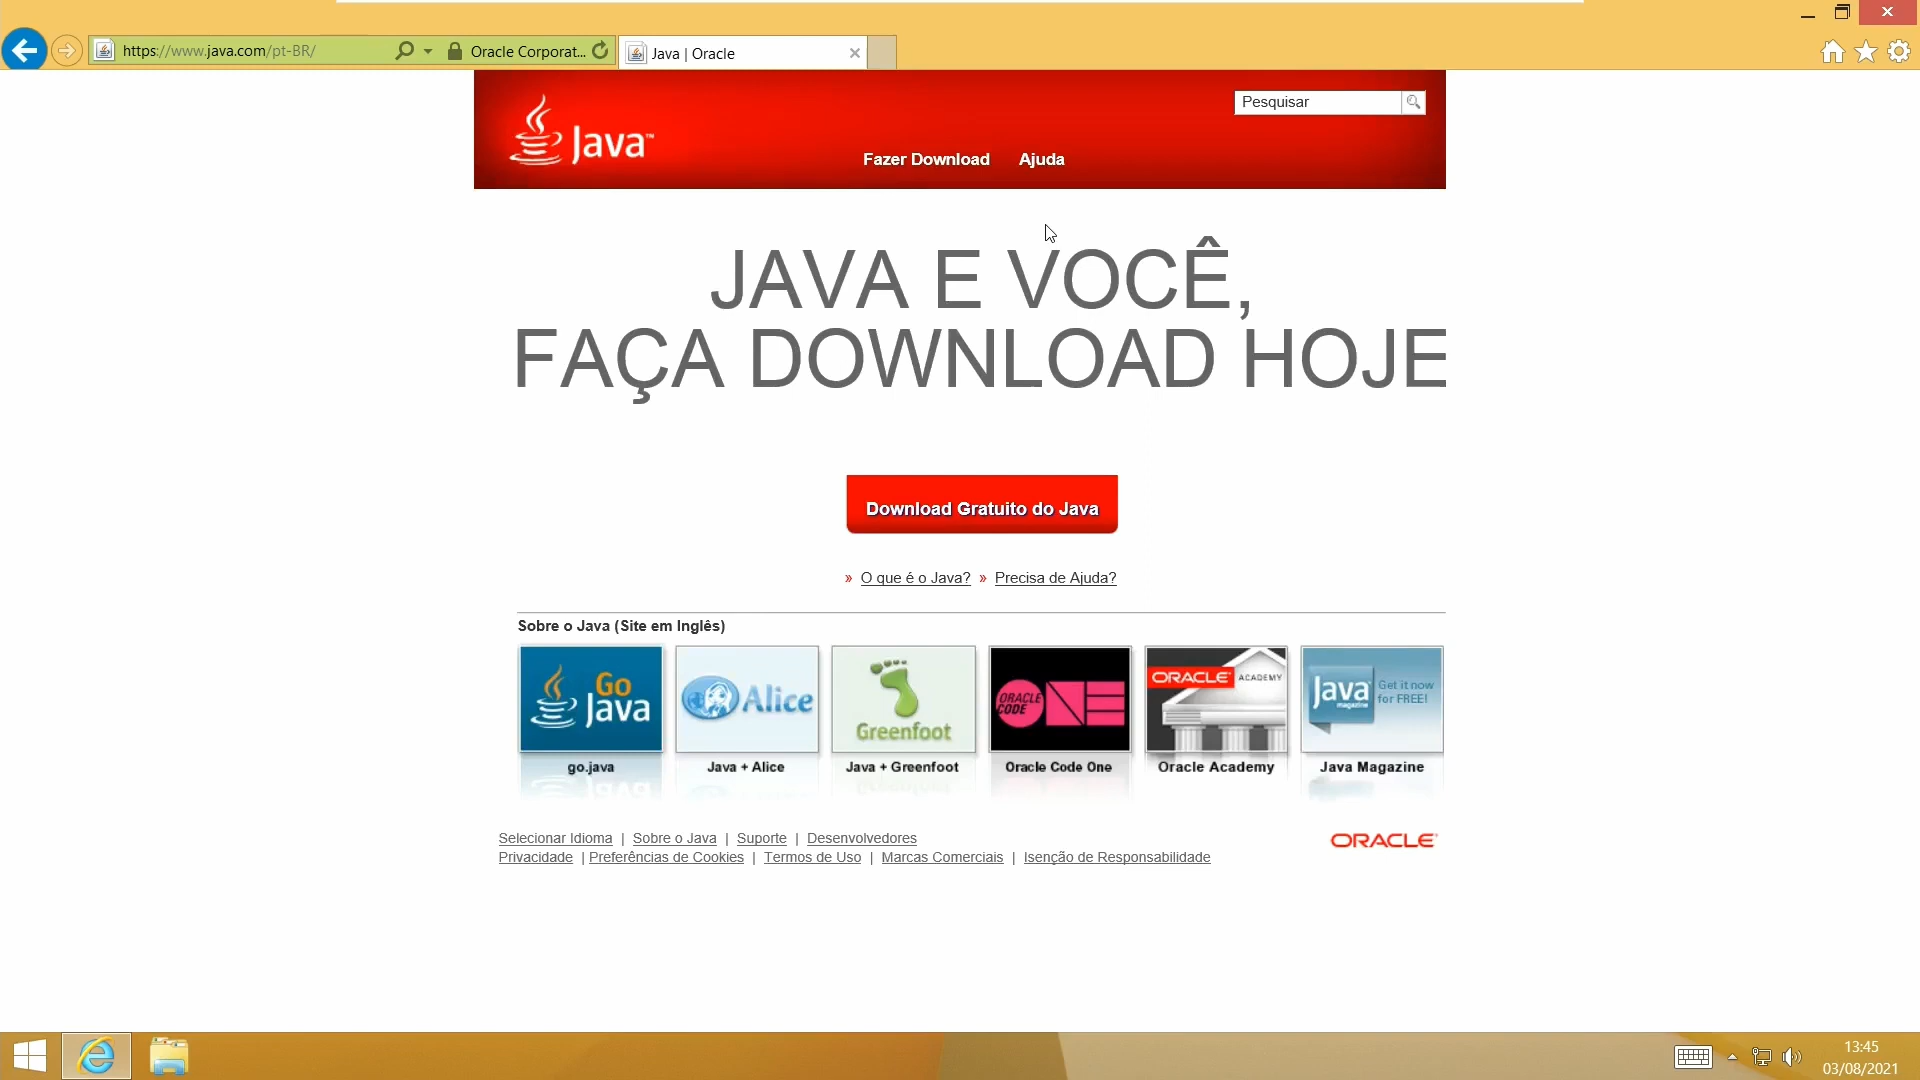 https://www.java.com/pt-BR/
Oracle Corporat...
Java | Oracle
Java™
Pesquisar
Fazer Download
Ajuda
JAVA E VOCÊ,
FAÇA DOWNLOAD HOJE
Download Gratuito do Java
» O que é o Java? » Precisa de Ajuda?
Sobre o Java (Site em Inglês)
Go
Java
Alice
Greenfoot
ORACLE
CODE
ONE
ORACLE ACADEMY
Java
magazine
Get it now
for FREE!
go.java
Java + Alice
Java + Greenfoot
Oracle Code One
Oracle Academy
Java Magazine
Selecionar Idioma | Sobre o Java | Suporte | Desenvolvedores
Privacidade | Preferências de Cookies | Termos de Uso | Marcas Comerciais | Isenção de Responsabilidade
ORACLE
13:45
03/08/2021